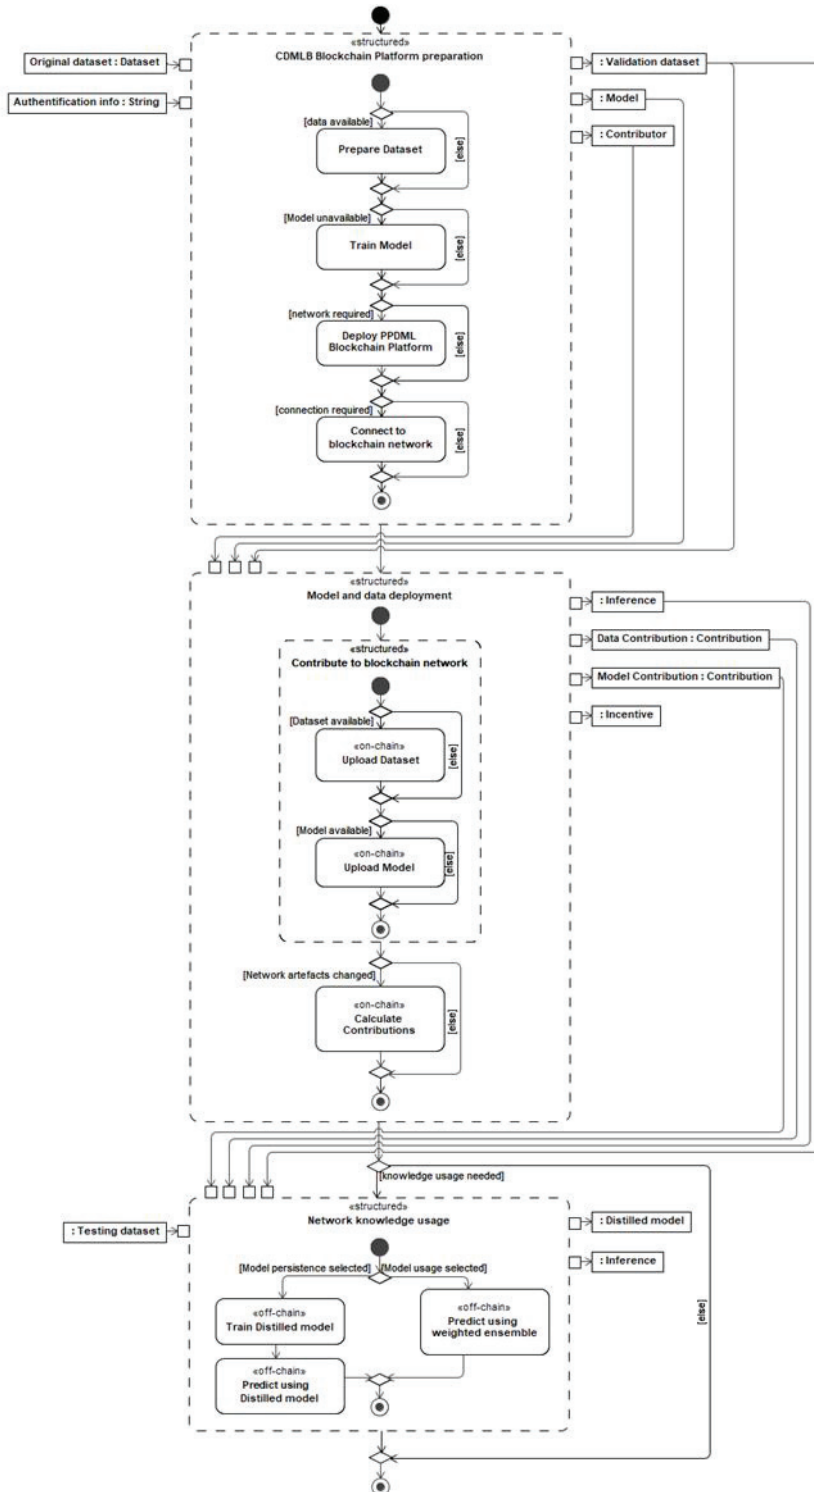 «structured»
CDMLB Blockchain Platform preparation
Original dataset : Dataset
: Validation dataset
Authentification info : String
: Model
[data available]
: Contributor
Prepare Dataset
[else]
[Model unavailable]
Train Model
[else]
[network required]
Deploy PPDML
Blockchain Platform
[else]
[connection required]
Connect to
blockchain network
[else]
«structured»
Model and data deployment
: Inference
«structured»
Contribute to blockchain network
Data Contribution : Contribution
Model Contribution : Contribution
[Dataset available]
: Incentive
«on-chain»
Upload Dataset
[else]
[Model available]
«on-chain»
Upload Model
[else]
[Network artefacts changed]
«on-chain»
Calculate
Contributions
[else]
[knowledge usage needed]
«structured»
Network knowledge usage
: Testing dataset
: Distilled model
[Model persistence selected]
[Model usage selected]
: Inference
«off-chain»
Train Distilled model
«off-chain»
Predict using
weighted ensemble
[else]
«off-chain»
Predict using
Distilled model